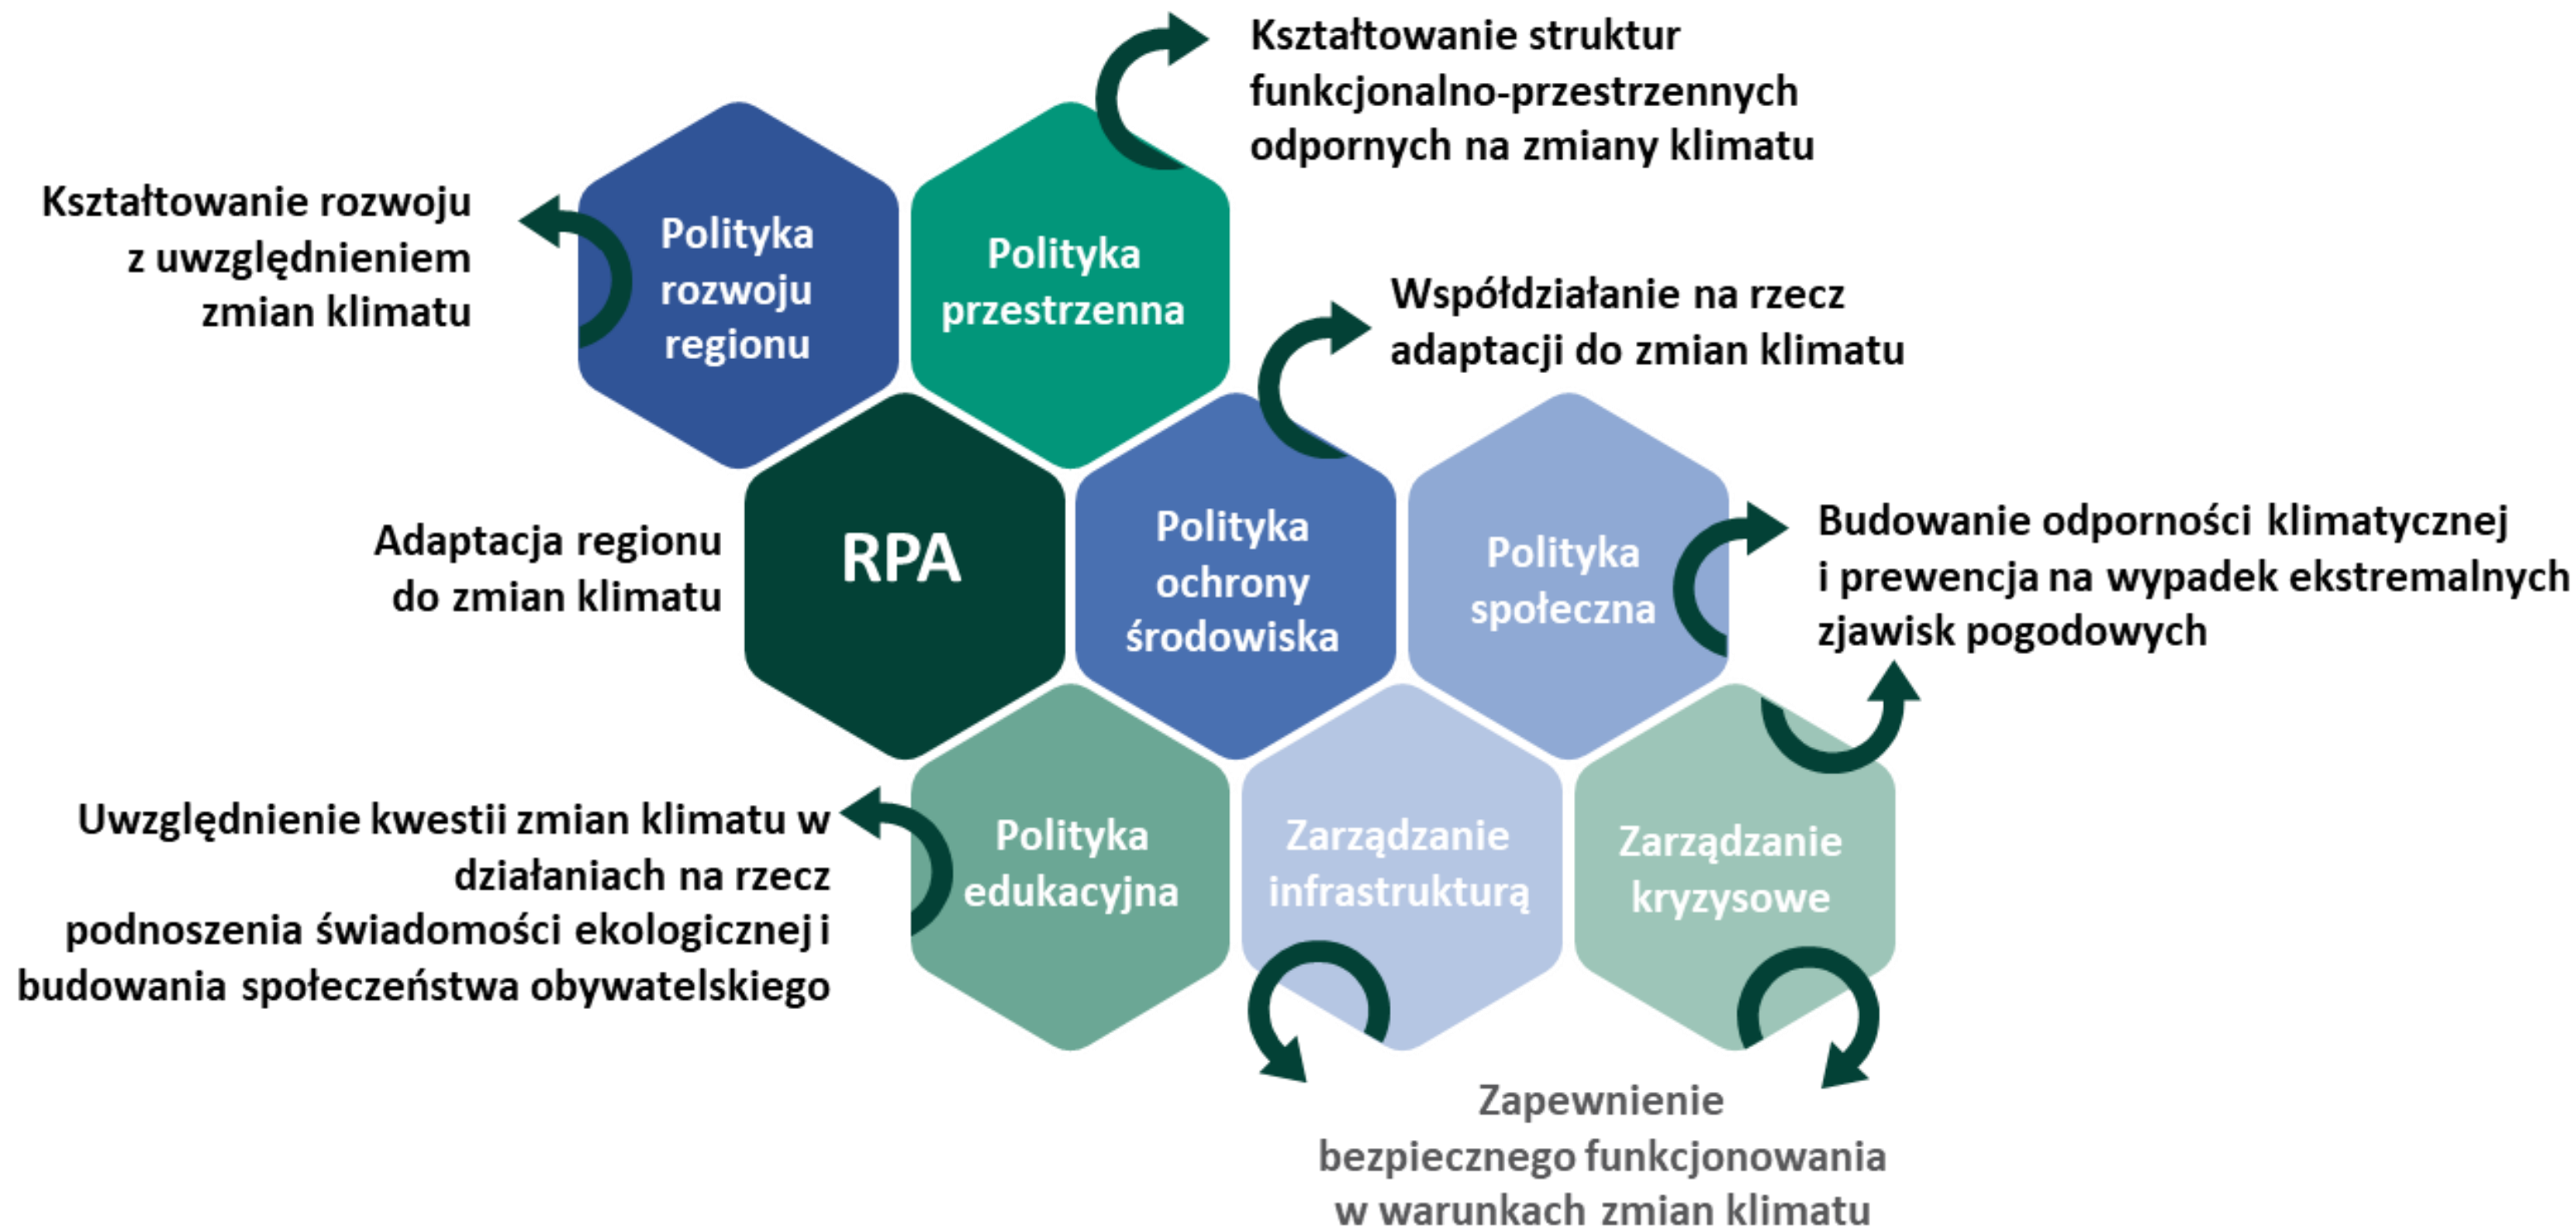 Kształtowanie struktur
funkcjonalno-przestrzennych
odpornych na zmiany klimatu
Kształtowanie rozwoju
z uwzględnieniem
zmian klimatu
Polityka
rozwoju
regionu
Polityka
przestrzenna
Współdziałanie na rzecz
adaptacji do zmian klimatu
Adaptacja regionu
do zmian klimatu
RPA
Polityka
ochrony
środowiska
Polityka
społeczna
Budowanie odporności klimatycznej
i prewencja na wypadek ekstremalnych
zjawisk pogodowych
Uwzględnienie kwestii zmian klimatu w
działaniach na rzecz
podnoszenia świadomości ekologicznej i
budowania społeczeństwa obywatelskiego
Polityka
edukacyjna
Zarządzanie
infrastrukturą
Zarządzanie
kryzysowe
Zapewnienie
bezpiecznego funkcjonowania
w warunkach zmian klimatu